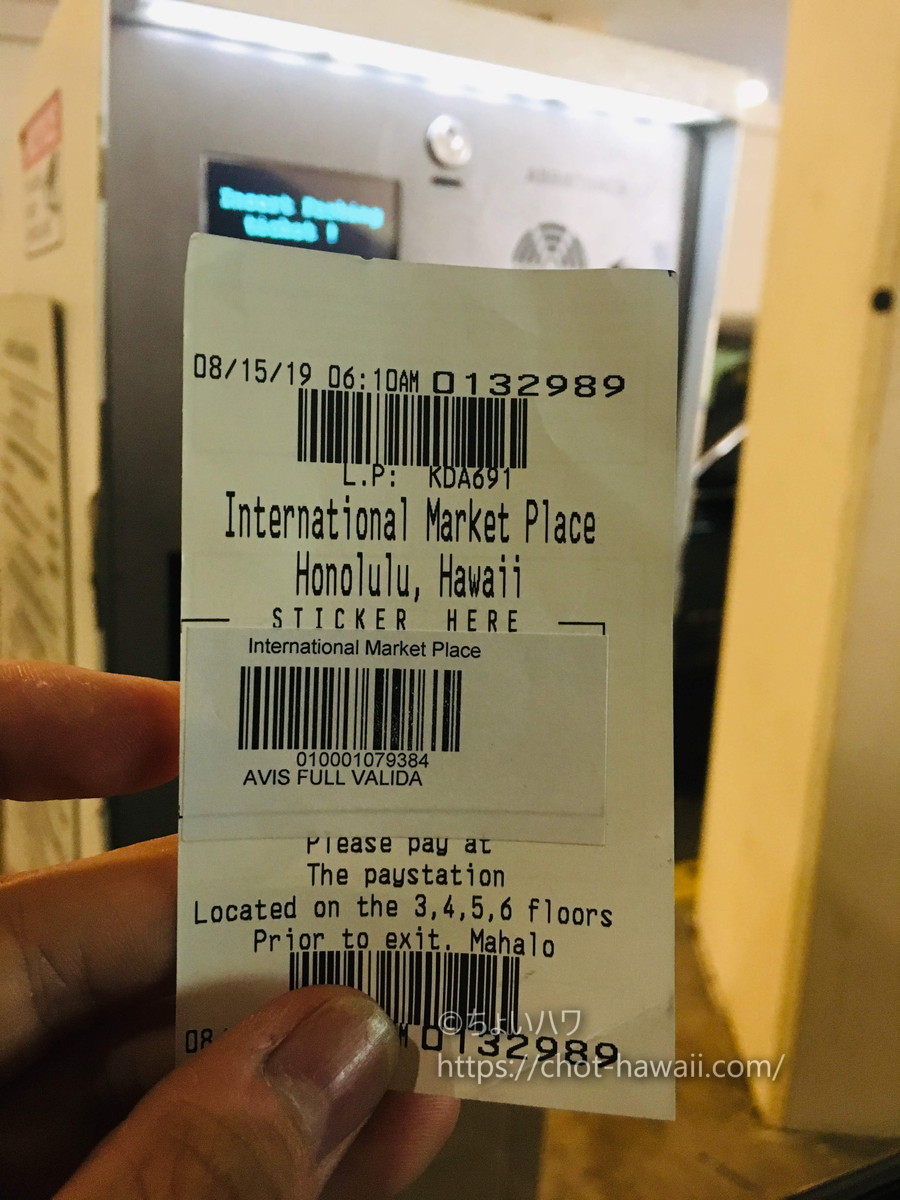 Insert Parking
ticket !
08/15/19 06:10AM 0132989
L.P: KDA691
International Market Place
Honolulu, Hawaii
STICKER HERE
International Market Place
010001079384
AVIS FULL VALIDA
Please pay at
The paystation
Located on the 3,4,5,6 floors
Prior to exit. Mahalo
08
M 0132989
©ちょいハワ
https://chot-hawaii.com/